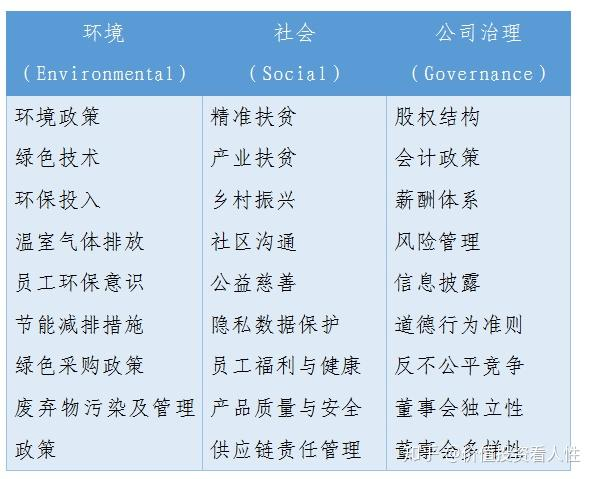 环境 社会 公司治理
（Environmental） （Social） （Governance）
环境政策 精准扶贫 股权结构
绿色技术 产业扶贫 会计政策
环保投入 乡村振兴 薪酬体系
温室气体排放 社区沟通 风险管理
员工环保意识 公益慈善 信息披露
节能减排措施 隐私数据保护 道德行为准则
绿色采购政策 员工福利与健康 反不公平竞争
废弃物污染及管理 产品质量与安全 董事会独立性
政策 供应链责任管理 董事会多样性
知乎 @价值投资看人性